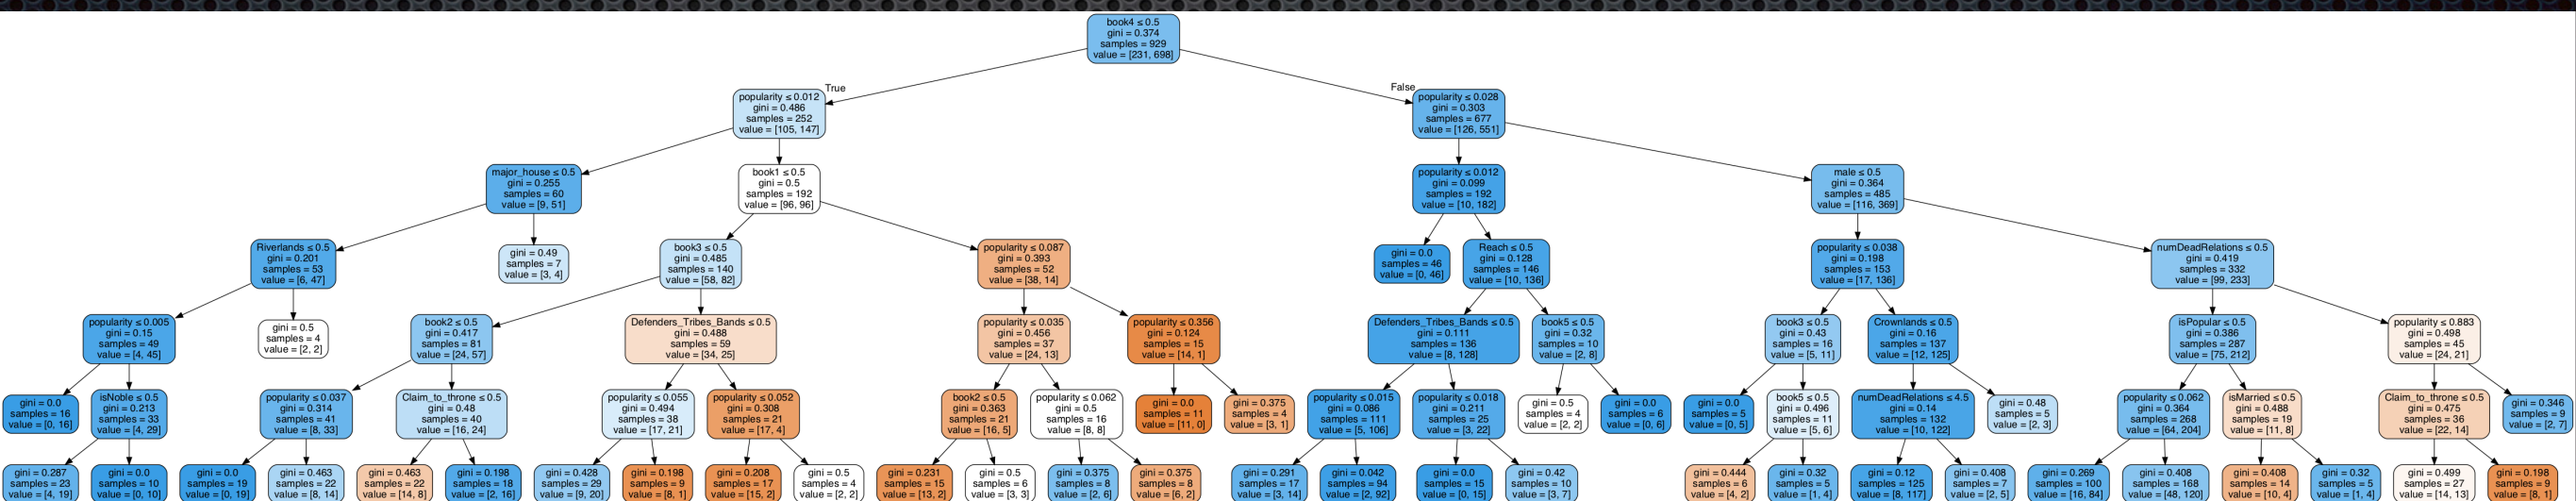 book4 ≤ 0.5
gini = 0.374
samples = 929
value = [231, 698]
True
False
popularity ≤ 0.012
gini = 0.486
samples = 252
value = [105, 147]
popularity ≤ 0.028
gini = 0.303
samples = 677
value = [126, 551]
major_house ≤ 0.5
gini = 0.255
samples = 60
value = [9, 51]
book1 ≤ 0.5
gini = 0.5
samples = 192
value = [96, 96]
popularity ≤ 0.012
gini = 0.099
samples = 192
value = [10, 182]
male ≤ 0.5
gini = 0.364
samples = 485
value = [116, 369]
Riverlands ≤ 0.5
gini = 0.201
samples = 53
value = [6, 47]
gini = 0.49
samples = 7
value = [3, 4]
book3 ≤ 0.5
gini = 0.485
samples = 140
value = [58, 82]
popularity ≤ 0.087
gini = 0.393
samples = 52
value = [38, 14]
gini = 0.0
samples = 46
value = [0, 46]
Reach ≤ 0.5
gini = 0.128
samples = 146
value = [10, 136]
popularity ≤ 0.038
gini = 0.198
samples = 153
value = [17, 136]
numDeadRelations ≤ 0.5
gini = 0.419
samples = 332
value = [99, 233]
popularity ≤ 0.005
gini = 0.15
samples = 49
value = [4, 45]
gini = 0.5
samples = 4
value = [2, 2]
book2 ≤ 0.5
gini = 0.417
samples = 81
value = [24, 57]
Defenders_Tribes_Bands ≤ 0.5
gini = 0.488
samples = 59
value = [34, 25]
popularity ≤ 0.035
gini = 0.456
samples = 37
value = [24, 13]
popularity ≤ 0.356
gini = 0.124
samples = 15
value = [14, 1]
Defenders_Tribes_Bands ≤ 0.5
gini = 0.111
samples = 136
value = [8, 128]
book5 ≤ 0.5
gini = 0.32
samples = 10
value = [2, 8]
book3 ≤ 0.5
gini = 0.43
samples = 16
value = [5, 11]
Crownlands ≤ 0.5
gini = 0.16
samples = 137
value = [12, 125]
isPopular ≤ 0.5
gini = 0.386
samples = 287
value = [75, 212]
popularity ≤ 0.883
gini = 0.498
samples = 45
value = [24, 21]
gini = 0.0
samples = 16
value = [0, 16]
isNoble ≤ 0.5
gini = 0.213
samples = 33
value = [4, 29]
popularity ≤ 0.037
gini = 0.314
samples = 41
value = [8, 33]
Claim_to_throne ≤ 0.5
gini = 0.48
samples = 40
value = [16, 24]
popularity ≤ 0.055
gini = 0.494
samples = 38
value = [17, 21]
popularity ≤ 0.052
gini = 0.308
samples = 21
value = [17, 4]
book2 ≤ 0.5
gini = 0.363
samples = 21
value = [16, 5]
popularity ≤ 0.062
gini = 0.5
samples = 16
value = [8, 8]
gini = 0.0
samples = 11
value = [11, 0]
gini = 0.375
samples = 4
value = [3, 1]
popularity ≤ 0.015
gini = 0.086
samples = 111
value = [5, 106]
popularity ≤ 0.018
gini = 0.211
samples = 25
value = [3, 22]
gini = 0.5
samples = 4
value = [2, 2]
gini = 0.0
samples = 6
value = [0, 6]
gini = 0.0
samples = 5
value = [0, 5]
book5 ≤ 0.5
gini = 0.496
samples = 11
value = [5, 6]
numDeadRelations ≤ 4.5
gini = 0.14
samples = 132
value = [10, 122]
gini = 0.48
samples = 5
value = [2, 3]
popularity ≤ 0.062
gini = 0.364
samples = 268
value = [64, 204]
isMarried ≤ 0.5
gini = 0.488
samples = 19
value = [11, 8]
Claim_to_throne ≤ 0.5
gini = 0.475
samples = 36
value = [22, 14]
gini = 0.346
samples = 9
value = [2, 7]
gini = 0.287
samples = 23
value = [4, 19]
gini = 0.0
samples = 10
value = [0, 10]
gini = 0.0
samples = 19
value = [0, 19]
gini = 0.463
samples = 22
value = [8, 14]
gini = 0.463
samples = 22
value = [14, 8]
gini = 0.198
samples = 18
value = [2, 16]
gini = 0.428
samples = 29
value = [9, 20]
gini = 0.198
samples = 9
value = [8, 1]
gini = 0.208
samples = 17
value = [15, 2]
gini = 0.5
samples = 4
value = [2, 2]
gini = 0.231
samples = 15
value = [13, 2]
gini = 0.5
samples = 6
value = [3, 3]
gini = 0.375
samples = 8
value = [2, 6]
gini = 0.375
samples = 8
value = [6, 2]
gini = 0.291
samples = 17
value = [3, 14]
gini = 0.042
samples = 94
value = [2, 92]
gini = 0.0
samples = 15
value = [0, 15]
gini = 0.42
samples = 10
value = [3, 7]
gini = 0.444
samples = 6
value = [4, 2]
gini = 0.32
samples = 5
value = [1, 4]
gini = 0.12
samples = 125
value = [8, 117]
gini = 0.408
samples = 7
value = [2, 5]
gini = 0.269
samples = 100
value = [16, 84]
gini = 0.408
samples = 168
value = [48, 120]
gini = 0.408
samples = 14
value = [10, 4]
gini = 0.32
samples = 5
value = [1, 4]
gini = 0.499
samples = 27
value = [14, 13]
gini = 0.198
samples = 9
value = [8, 1]